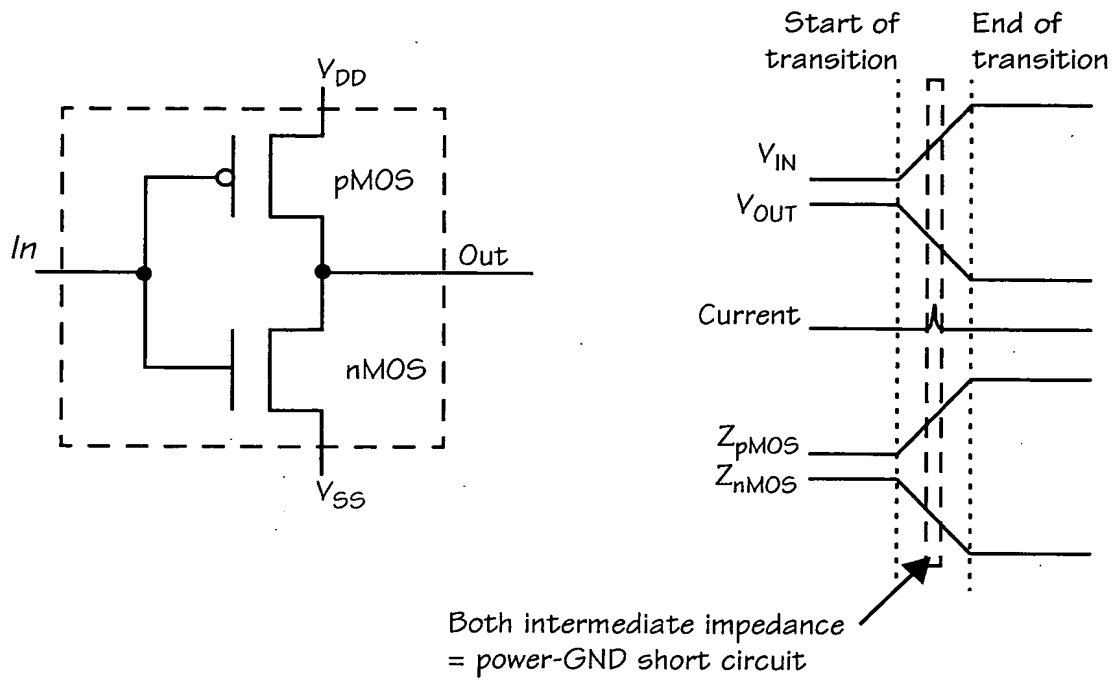 V_DD
pMOS
In
Out
nMOS
V_SS
Start of
transition
End of
transition
V_IN
V_OUT
Current
Z_pMOS
Z_nMOS
Both intermediate impedance
= power-GND short circuit